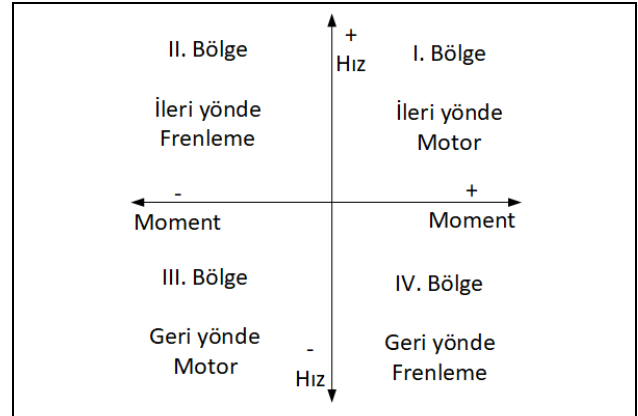 II. Bölge
+
Hız
I. Bölge
İleri yönde
Frenleme
İleri yönde
Motor
-
Moment
+
Moment
III. Bölge
IV. Bölge
Geri yönde
Motor
-
Hız
Geri yönde
Frenleme